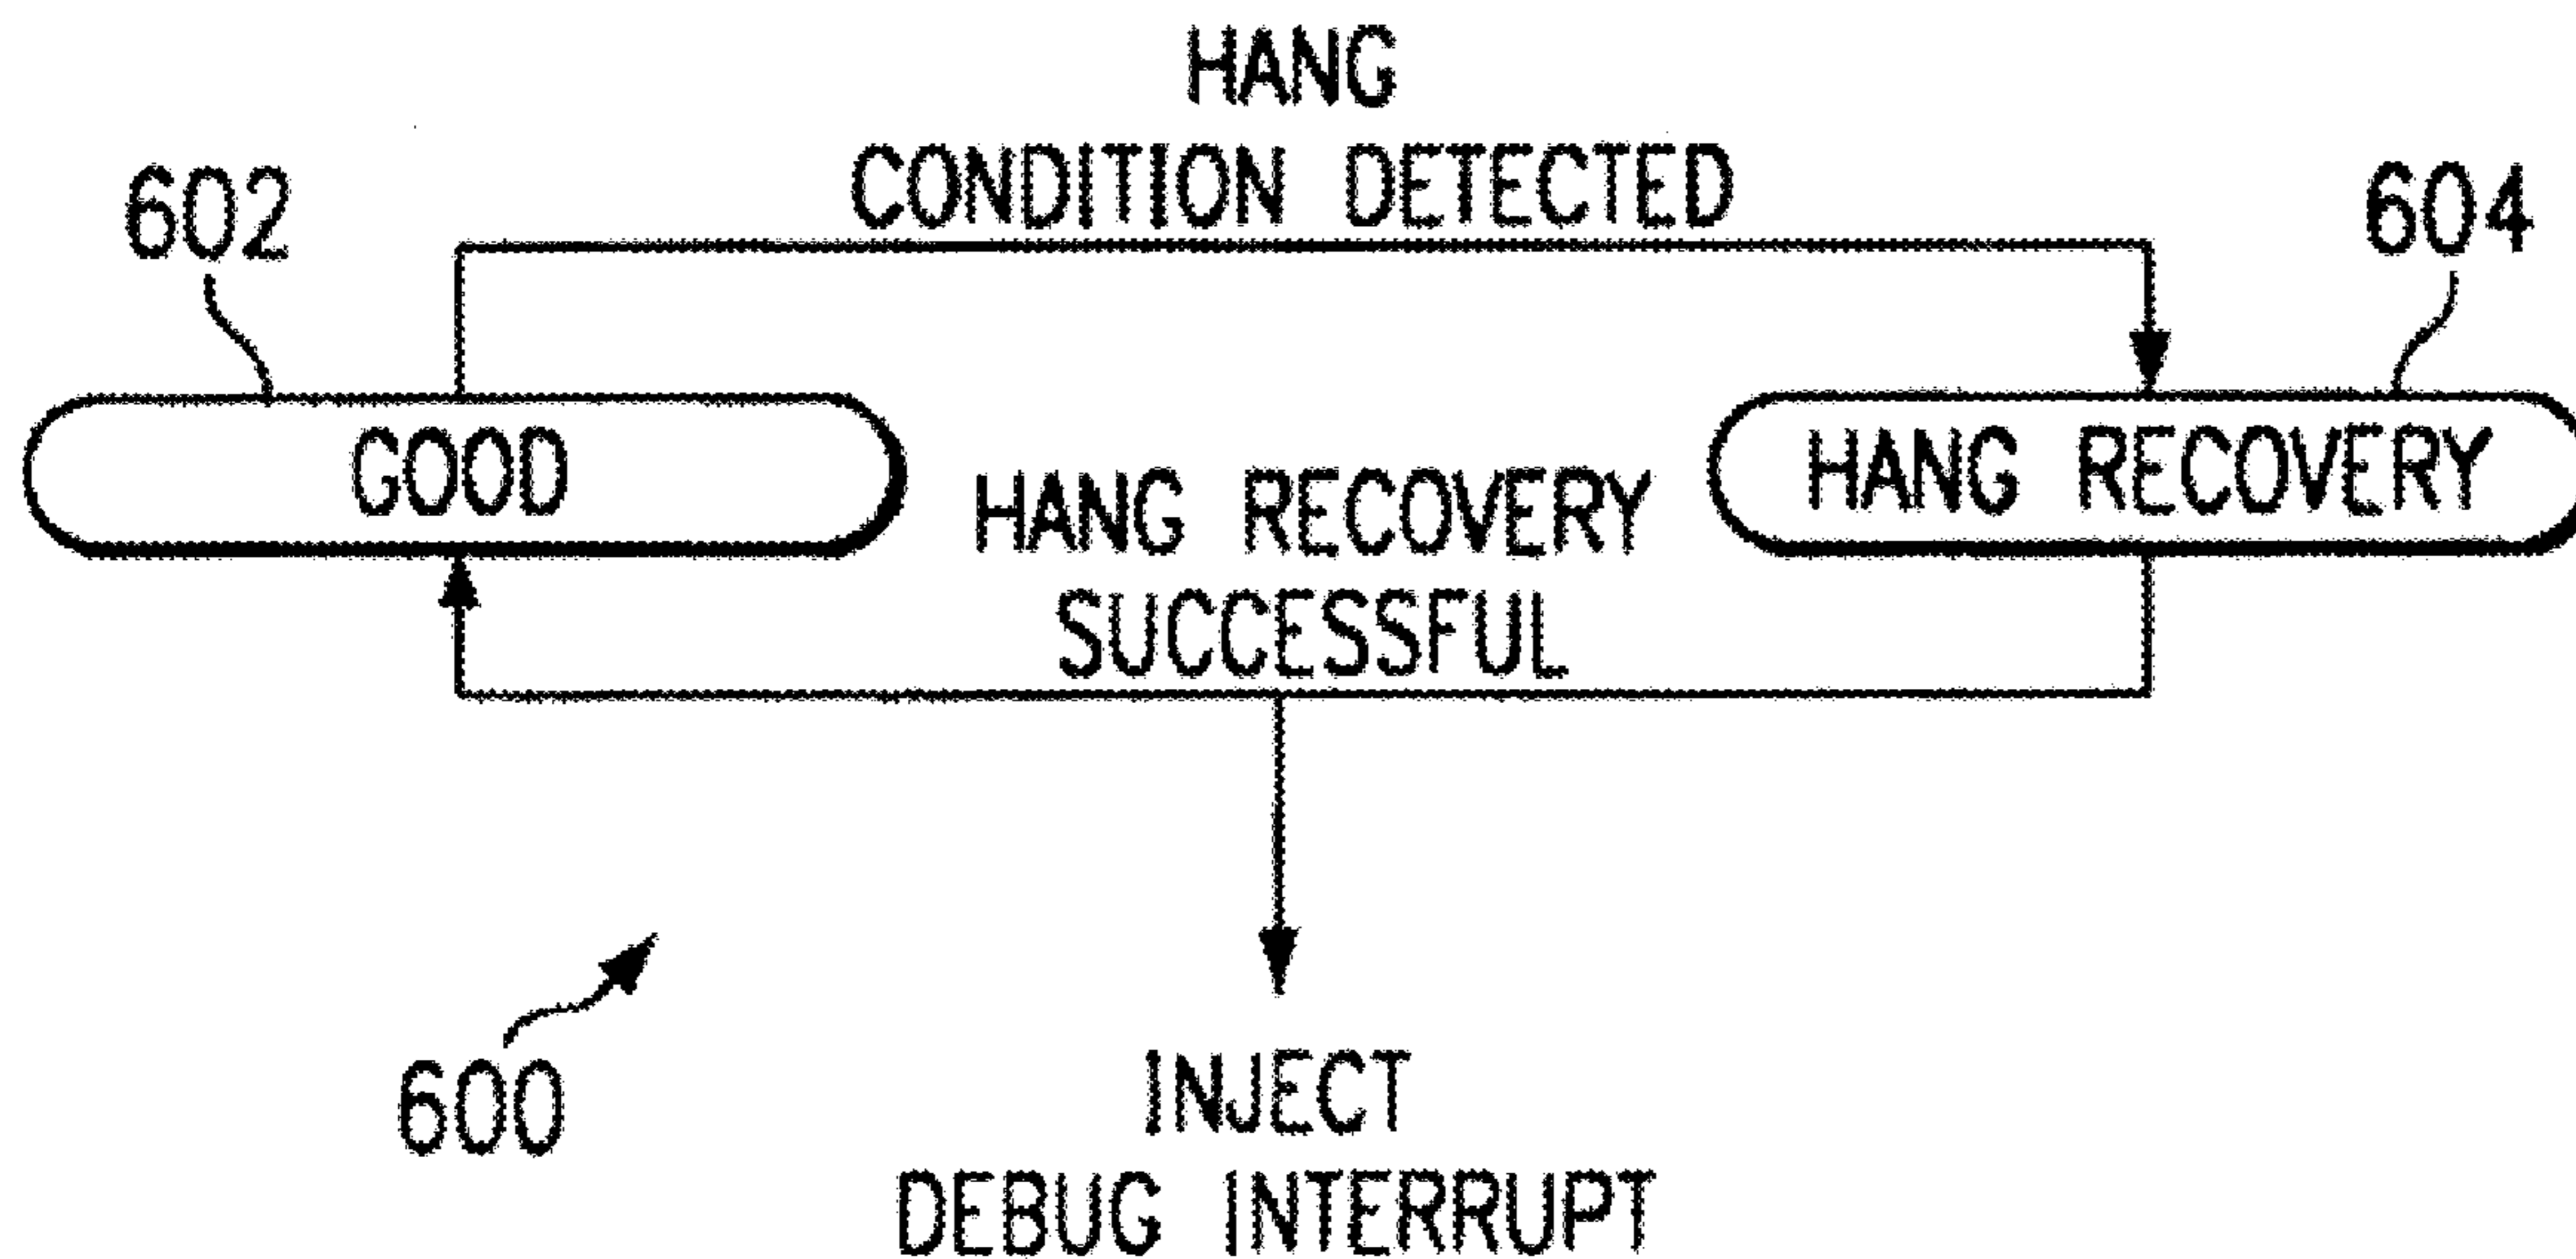 HANG
CONDITION DETECTED
602
604
GOOD
HANG RECOVERY
HANG RECOVERY
SUCCESSFUL
600
INJECT
DEBUG INTERRUPT